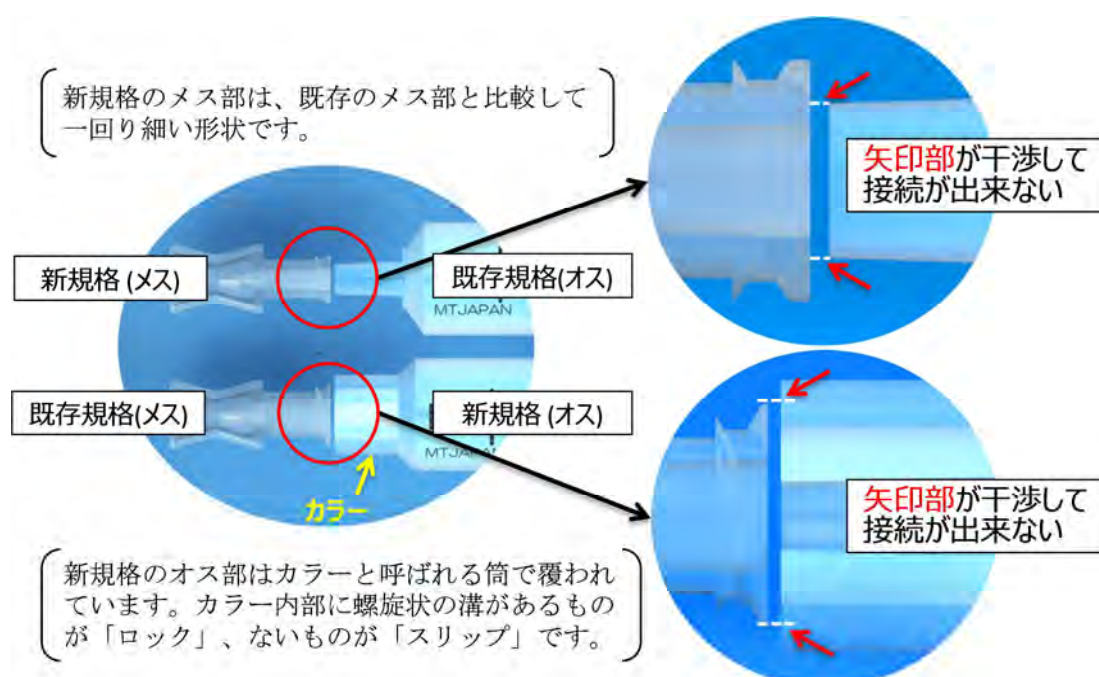 新規格のメス部は、既存のメス部と比較して
一回り細い形状です。
矢印部が干渉して
接続が出来ない
新規格 (メス)
既存規格(オス)
MTJAPAN
既存規格(メス)
新規格 (オス)
MTJAPAN
カラー
矢印部が干渉して
接続が出来ない
新規格のオス部はカラーと呼ばれる筒で覆われ
ています。カラー内部に螺旋状の溝があるもの
が「ロック」、ないものが「スリップ」です。